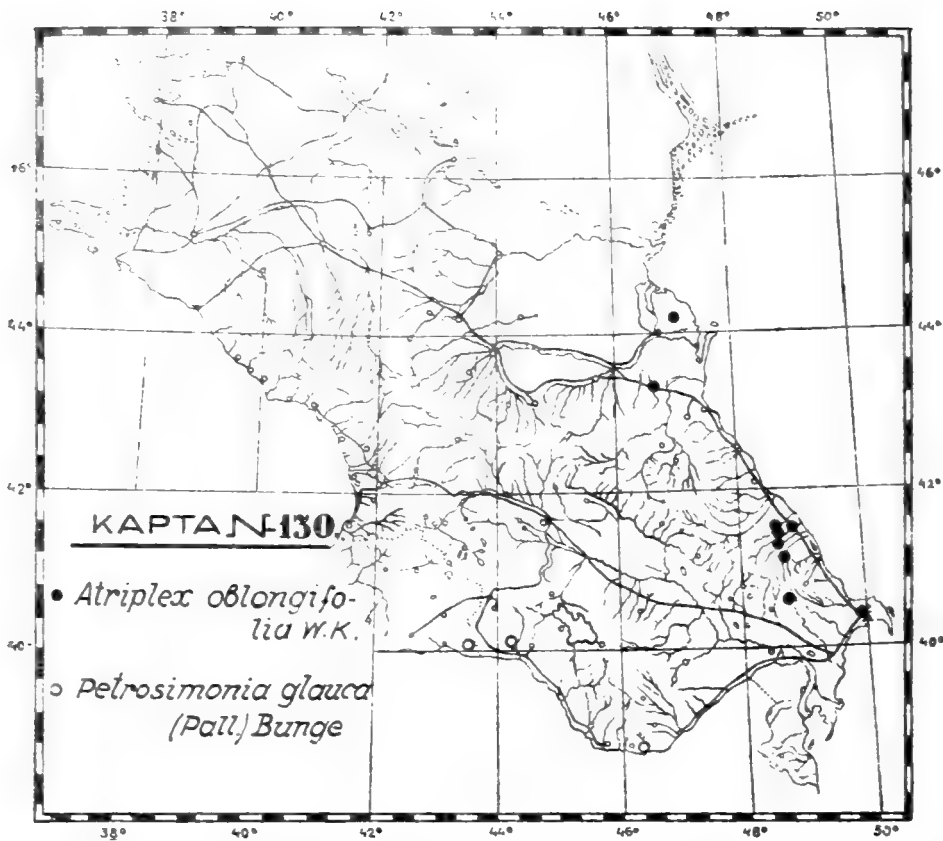 38° 40° 42° 44° 46° 48° 50°
46° 46°
44° 44°
42° 42°
КАРТА N-130.
Atriplex oblongifo-
lia W.K.
40° 40°
Petrosimonia glauca
(Pall.) Bunge
38° 40° 42° 44° 46° 48° 50°